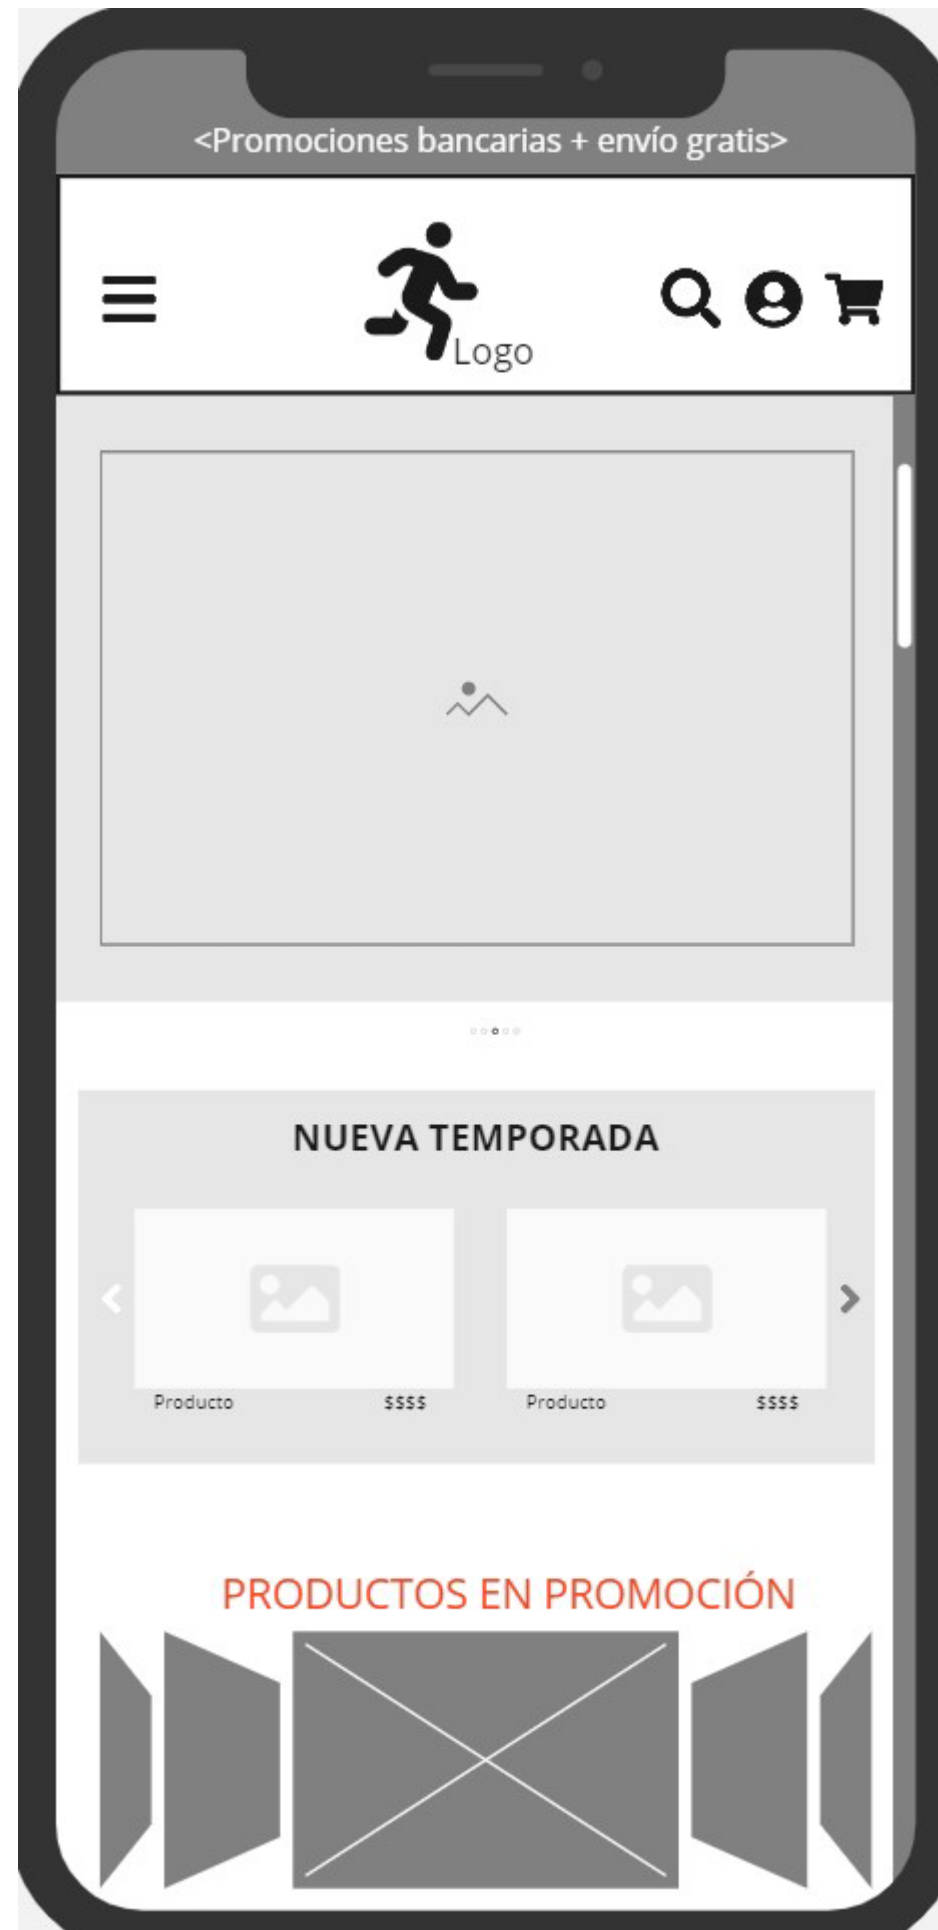 <Promociones bancarias + envío gratis>
Logo
NUEVA TEMPORADA
Producto $$$$ Producto $$$$
PRODUCTOS EN PROMOCIÓN